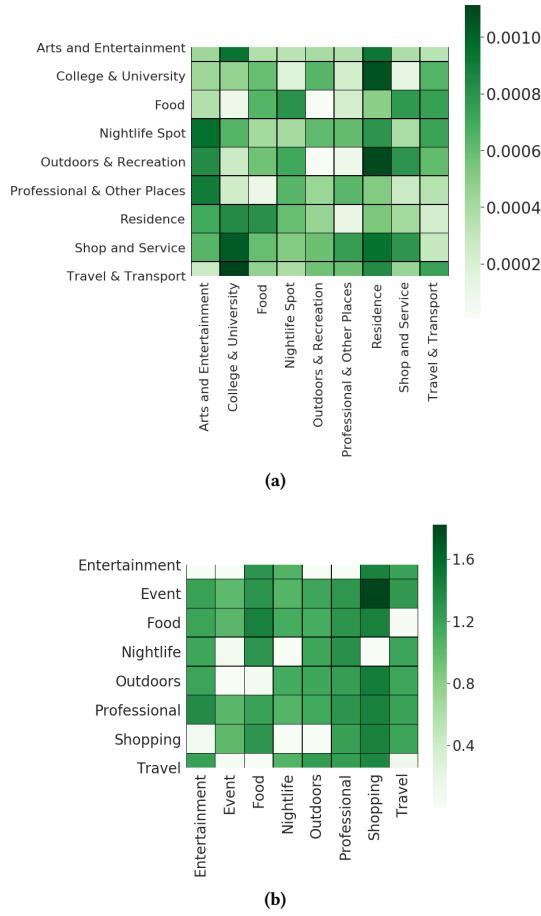 Arts and Entertainment
College & University
Food
Nightlife Spot
Outdoors & Recreation
Professional & Other Places
Residence
Shop and Service
Travel & Transport
Arts and Entertainment
College & University
Food
Nightlife Spot
Outdoors & Recreation
Professional & Other Places
Residence
Shop and Service
Travel & Transport
0.0010
0.0008
0.0006
0.0004
0.0002
(a)
Entertainment
Event
Food
Nightlife
Outdoors
Professional
Shopping
Travel
Entertainment
Event
Food
Nightlife
Outdoors
Professional
Shopping
Travel
1.6
1.2
0.8
0.4
(b)